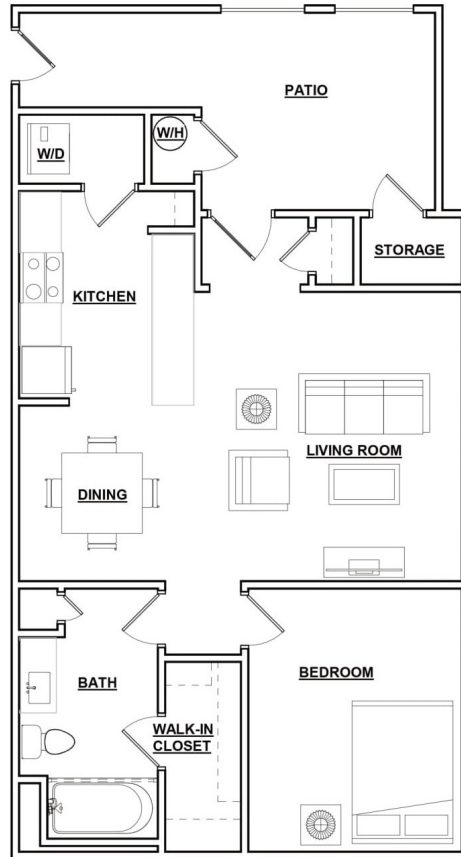 PATIO
W/H
W/D
STORAGE
KITCHEN
LIVING ROOM
DINING
BATH
BEDROOM
WALK-IN
CLOSET